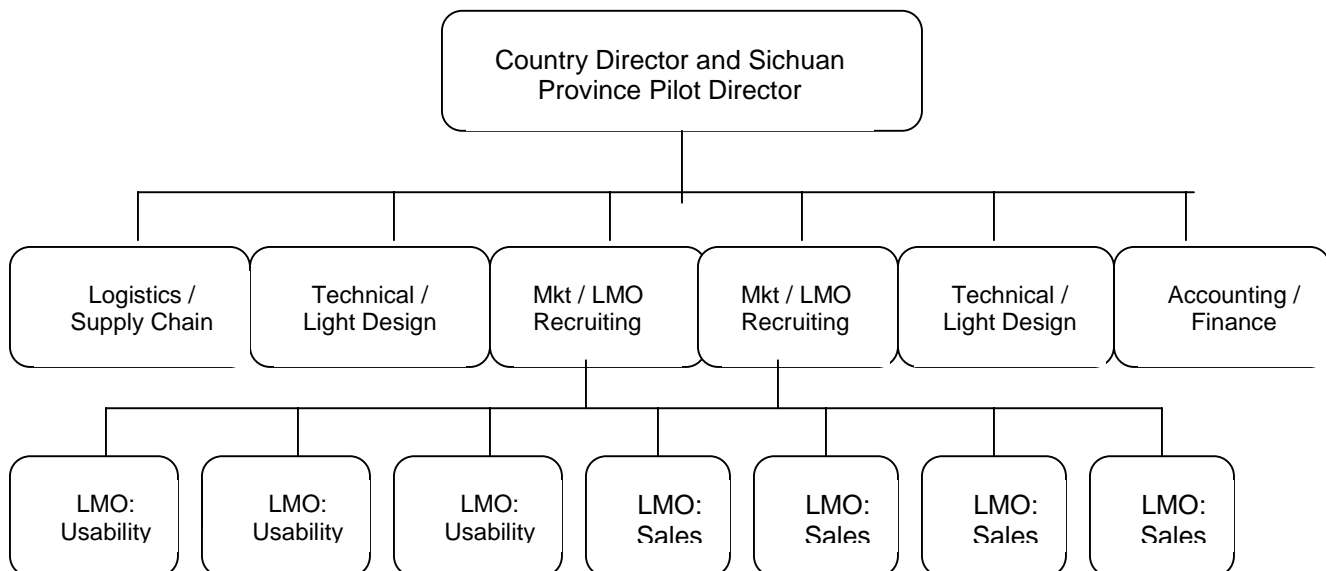 Country Director and Sichuan
Province Pilot Director
Logistics /
Supply Chain
Technical /
Light Design
Mkt / LMO
Recruiting
Mkt / LMO
Recruiting
Technical /
Light Design
Accounting /
Finance
LMO:
Usability
LMO:
Usability
LMO:
Usability
LMO:
Sales
LMO:
Sales
LMO:
Sales
LMO:
Sales